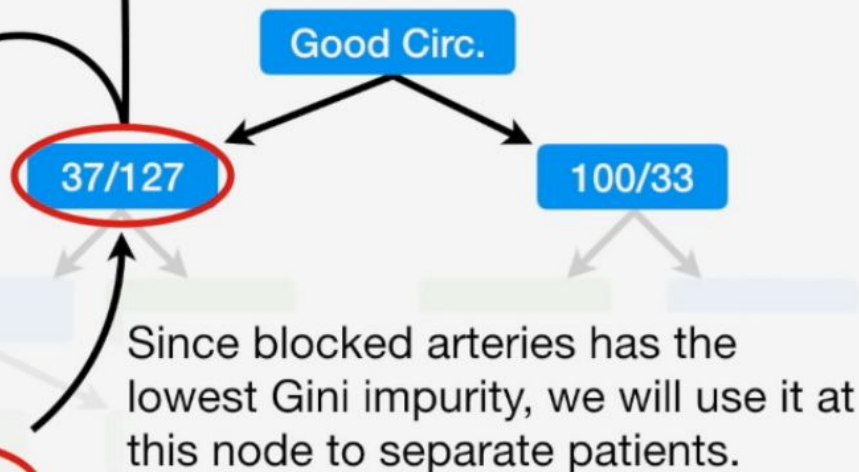 Good Circ.
37/127
100/33
Since blocked arteries has the
lowest Gini impurity, we will use it at
this node to separate patients.